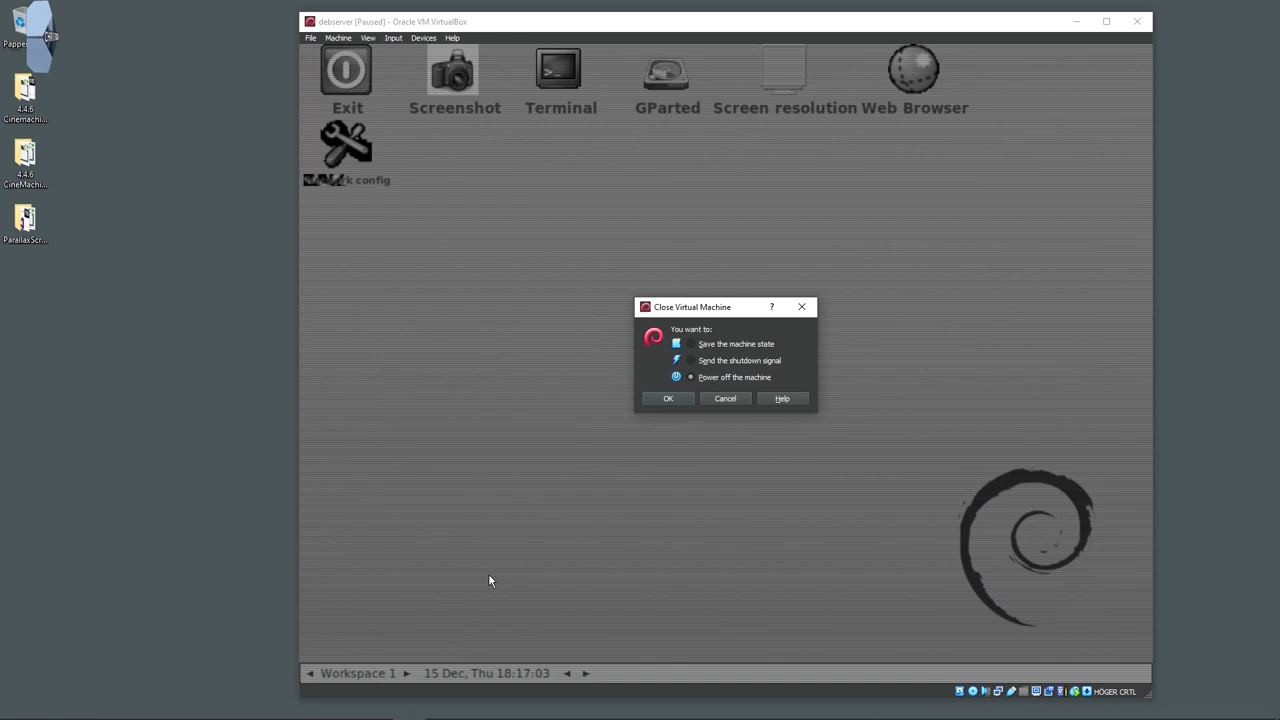 debserver [Paused] - Oracle VM VirtualBox
File Machine View Input Devices Help
Exit Screenshot Terminal GParted Screen resolution Web Browser
config
Papper
4.4.6
Cinemachi...
4.4.6
CineMachi...
ParallaxScr...
Close Virtual Machine ?
You want to:
Save the machine state
Send the shutdown signal
Power off the machine
OK Cancel Help
Workspace 1 15 Dec, Thu 18:17:03
HÖGER CRTL